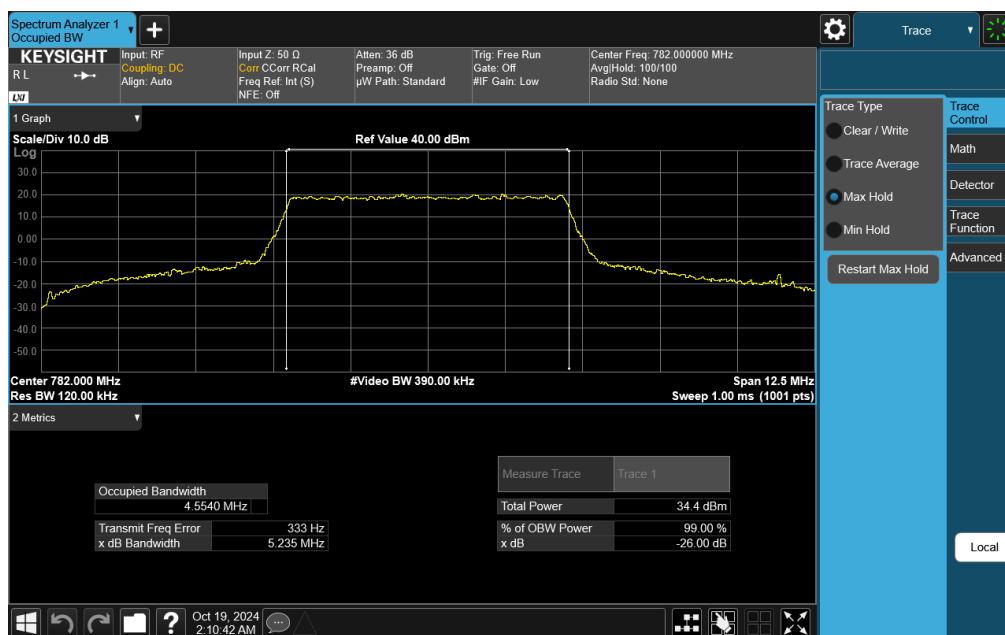 Spectrum Analyzer 1
Occupied BW
Trace
KEYSIGHT
R L
LXI
Input: RF
Coupling: DC
Align: Auto
Input Z: 50 Ω
Corr CCorr RCal
Freq Ref: Int (S)
NFE: Off
Atten: 36 dB
Preamp: Off
µW Path: Standard
Trig: Free Run
Gate: Off
#IF Gain: Low
Center Freq: 782.000000 MHz
Avg|Hold: 100/100
Radio Std: None
1 Graph
Scale/Div 10.0 dB
Ref Value 40.00 dBm
Log
30.0
20.0
10.0
0.00
-10.0
-20.0
-30.0
-40.0
-50.0
Center 782.000 MHz
#Video BW 390.00 kHz
Span 12.5 MHz
Res BW 120.00 kHz
Sweep 1.00 ms (1001 pts)
2 Metrics
Measure Trace Trace 1
Occupied Bandwidth
4.5540 MHz
Total Power 34.4 dBm
Transmit Freq Error 333 Hz
% of OBW Power 99.00 %
x dB Bandwidth 5.235 MHz
x dB -26.00 dB
Trace Type
Clear / Write
Trace Average
Max Hold
Min Hold
Restart Max Hold
Trace
Control
Math
Detector
Trace
Function
Advanced
Local
?
Oct 19, 2024
2:10:42 AM